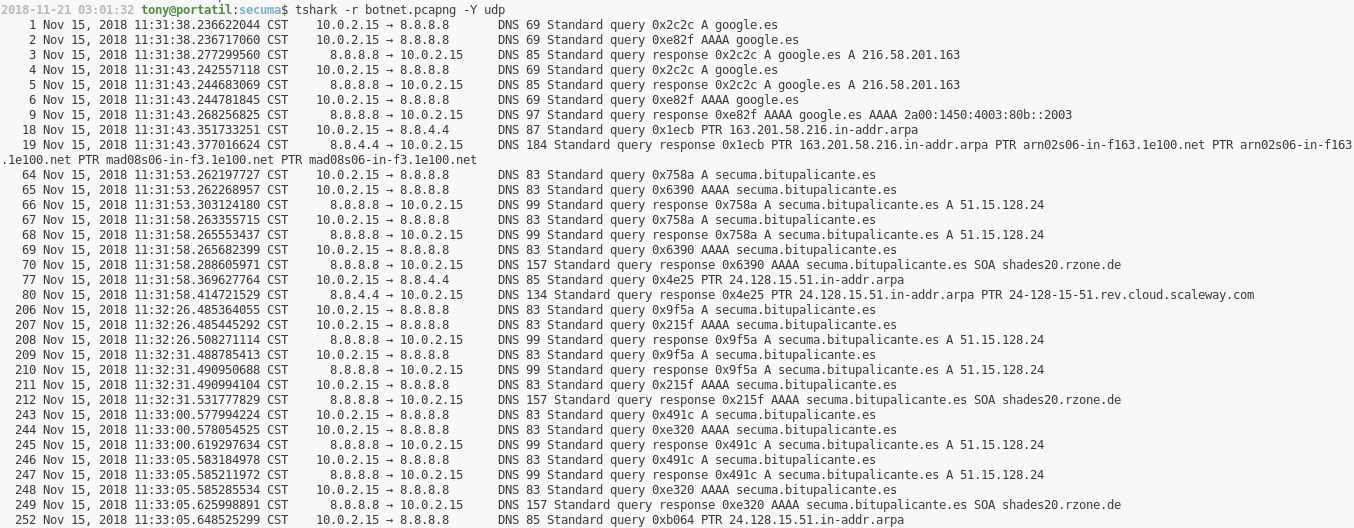 2018-11-21 03:01:32 tony@portatil:secuma$ tshark -r botnet.pcapng -Y udp
1 Nov 15, 2018 11:31:38.236622044 CST 10.0.2.15 → 8.8.8.8 DNS 69 Standard query 0x2c2c A google.es
2 Nov 15, 2018 11:31:38.236717060 CST 10.0.2.15 → 8.8.8.8 DNS 69 Standard query 0xe82f AAAA google.es
3 Nov 15, 2018 11:31:38.277299560 CST 8.8.8.8 → 10.0.2.15 DNS 85 Standard query response 0x2c2c A google.es A 216.58.201.163
4 Nov 15, 2018 11:31:43.242557118 CST 10.0.2.15 → 8.8.8.8 DNS 69 Standard query 0x2c2c A google.es
5 Nov 15, 2018 11:31:43.244683069 CST 8.8.8.8 → 10.0.2.15 DNS 85 Standard query response 0x2c2c A google.es A 216.58.201.163
6 Nov 15, 2018 11:31:43.244781845 CST 10.0.2.15 → 8.8.8.8 DNS 69 Standard query 0xe82f AAAA google.es
9 Nov 15, 2018 11:31:43.268256825 CST 8.8.8.8 → 10.0.2.15 DNS 97 Standard query response 0xe82f AAAA google.es AAAA 2a00:1450:4003:80b::2003
18 Nov 15, 2018 11:31:43.351733251 CST 10.0.2.15 → 8.8.4.4 DNS 87 Standard query 0x1ecb PTR 163.201.58.216.in-addr.arpa
19 Nov 15, 2018 11:31:43.377016624 CST 8.8.4.4 → 10.0.2.15 DNS 184 Standard query response 0x1ecb PTR 163.201.58.216.in-addr.arpa PTR arn02s06-in-f163.1e100.net PTR arn02s06-in-f163
.1e100.net PTR mad08s06-in-f3.1e100.net PTR mad08s06-in-f3.1e100.net
64 Nov 15, 2018 11:31:53.262197727 CST 10.0.2.15 → 8.8.8.8 DNS 83 Standard query 0x758a A secuma.bitupalicante.es
65 Nov 15, 2018 11:31:53.262268957 CST 10.0.2.15 → 8.8.8.8 DNS 83 Standard query 0x6390 AAAA secuma.bitupalicante.es
66 Nov 15, 2018 11:31:53.303124180 CST 8.8.8.8 → 10.0.2.15 DNS 99 Standard query response 0x758a A secuma.bitupalicante.es A 51.15.128.24
67 Nov 15, 2018 11:31:58.263355715 CST 10.0.2.15 → 8.8.8.8 DNS 83 Standard query 0x758a A secuma.bitupalicante.es
68 Nov 15, 2018 11:31:58.265553437 CST 8.8.8.8 → 10.0.2.15 DNS 99 Standard query response 0x758a A secuma.bitupalicante.es A 51.15.128.24
69 Nov 15, 2018 11:31:58.265682399 CST 10.0.2.15 → 8.8.8.8 DNS 83 Standard query 0x6390 AAAA secuma.bitupalicante.es
70 Nov 15, 2018 11:31:58.288605971 CST 8.8.8.8 → 10.0.2.15 DNS 157 Standard query response 0x6390 AAAA secuma.bitupalicante.es SOA shades20.rzone.de
77 Nov 15, 2018 11:31:58.369627764 CST 10.0.2.15 → 8.8.4.4 DNS 85 Standard query 0x4e25 PTR 24.128.15.51.in-addr.arpa
80 Nov 15, 2018 11:31:58.414721529 CST 8.8.4.4 → 10.0.2.15 DNS 134 Standard query response 0x4e25 PTR 24.128.15.51.in-addr.arpa PTR 24-128-15-51.rev.cloud.scaleway.com
206 Nov 15, 2018 11:32:26.485364055 CST 10.0.2.15 → 8.8.8.8 DNS 83 Standard query 0x9f5a A secuma.bitupalicante.es
207 Nov 15, 2018 11:32:26.485445292 CST 10.0.2.15 → 8.8.8.8 DNS 83 Standard query 0x215f AAAA secuma.bitupalicante.es
208 Nov 15, 2018 11:32:26.508271114 CST 8.8.8.8 → 10.0.2.15 DNS 99 Standard query response 0x9f5a A secuma.bitupalicante.es A 51.15.128.24
209 Nov 15, 2018 11:32:31.488785413 CST 10.0.2.15 → 8.8.8.8 DNS 83 Standard query 0x9f5a A secuma.bitupalicante.es
210 Nov 15, 2018 11:32:31.490950688 CST 8.8.8.8 → 10.0.2.15 DNS 99 Standard query response 0x9f5a A secuma.bitupalicante.es A 51.15.128.24
211 Nov 15, 2018 11:32:31.490994104 CST 10.0.2.15 → 8.8.8.8 DNS 83 Standard query 0x215f AAAA secuma.bitupalicante.es
212 Nov 15, 2018 11:32:31.531777829 CST 8.8.8.8 → 10.0.2.15 DNS 157 Standard query response 0x215f AAAA secuma.bitupalicante.es SOA shades20.rzone.de
243 Nov 15, 2018 11:33:00.577994224 CST 10.0.2.15 → 8.8.8.8 DNS 83 Standard query 0x491c A secuma.bitupalicante.es
244 Nov 15, 2018 11:33:00.578054525 CST 10.0.2.15 → 8.8.8.8 DNS 83 Standard query 0xe320 AAAA secuma.bitupalicante.es
245 Nov 15, 2018 11:33:00.619297634 CST 8.8.8.8 → 10.0.2.15 DNS 99 Standard query response 0x491c A secuma.bitupalicante.es A 51.15.128.24
246 Nov 15, 2018 11:33:05.583184978 CST 10.0.2.15 → 8.8.8.8 DNS 83 Standard query 0x491c A secuma.bitupalicante.es
247 Nov 15, 2018 11:33:05.585211972 CST 8.8.8.8 → 10.0.2.15 DNS 99 Standard query response 0x491c A secuma.bitupalicante.es A 51.15.128.24
248 Nov 15, 2018 11:33:05.585285534 CST 10.0.2.15 → 8.8.8.8 DNS 83 Standard query 0xe320 AAAA secuma.bitupalicante.es
249 Nov 15, 2018 11:33:05.625998891 CST 8.8.8.8 → 10.0.2.15 DNS 157 Standard query response 0xe320 AAAA secuma.bitupalicante.es SOA shades20.rzone.de
252 Nov 15, 2018 11:33:05.648525299 CST 10.0.2.15 → 8.8.8.8 DNS 85 Standard query 0xb064 PTR 24.128.15.51.in-addr.arpa